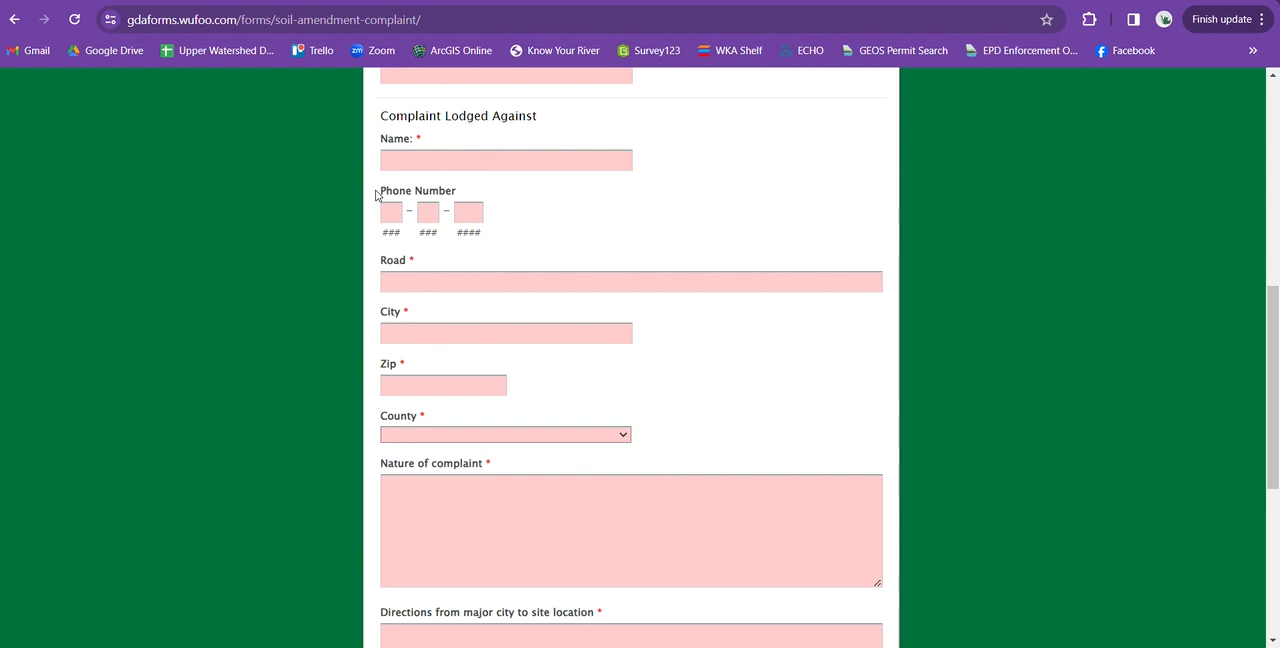 gdaforms.wufoo.com/forms/soil-amendment-complaint/
Finish update
Gmail Google Drive Upper Watershed D... Trello Zoom ArcGIS Online Know Your River Survey123 WKA Shelf ECHO GEOS Permit Search EPD Enforcement O... Facebook »
Complaint Lodged Against
Name: *
Phone Number
– –
### ### ####
Road *
City *
Zip *
County *
Nature of complaint *
Directions from major city to site location *